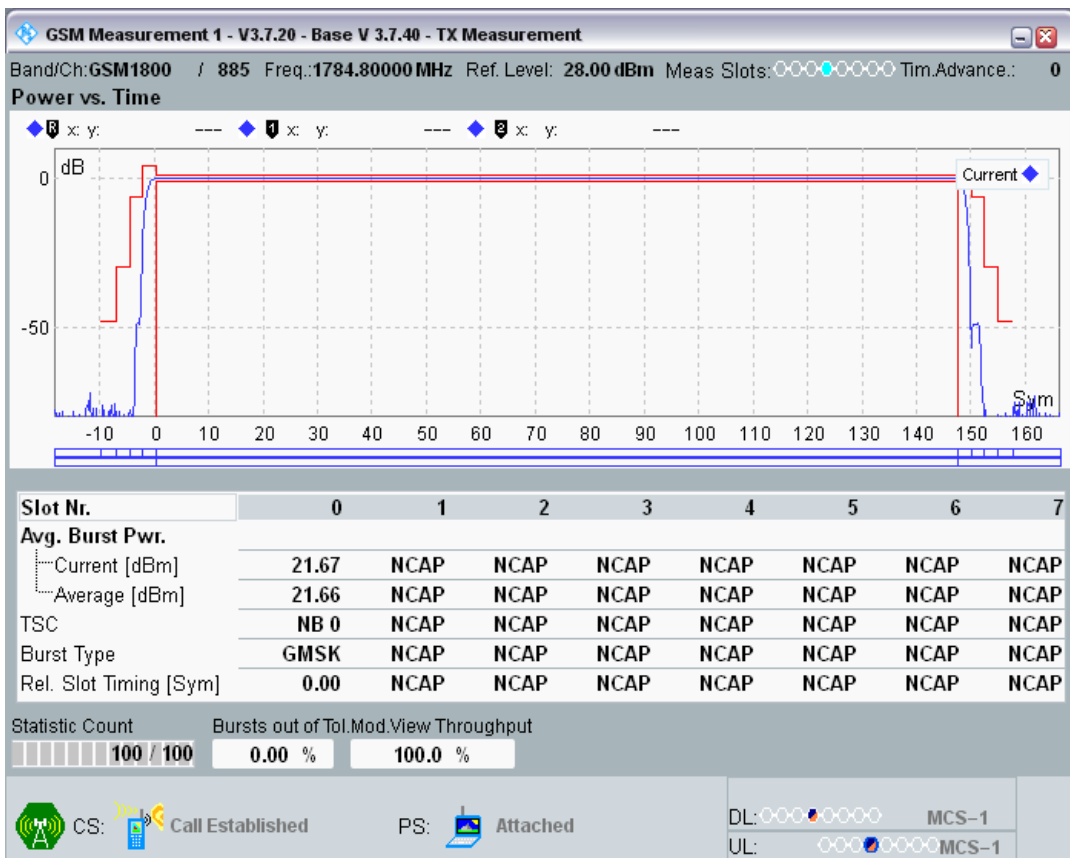 GSM Measurement 1 - V3.7.20 - Base V 3.7.40 - TX Measurement
Band/Ch:GSM1800 / 885 Freq.:1784.80000 MHz Ref. Level: 28.00 dBm Meas Slots: Tim.Advance.: 0
Power vs. Time
R x: y: --- 1 x: y: --- 2 x: y: ---
dB
Current
0
-50
Sym
-10 0 10 20 30 40 50 60 70 80 90 100 110 120 130 140 150 160
Slot Nr. 0 1 2 3 4 5 6 7
Avg. Burst Pwr.
Current [dBm] 21.67 NCAP NCAP NCAP NCAP NCAP NCAP NCAP
Average [dBm] 21.66 NCAP NCAP NCAP NCAP NCAP NCAP NCAP
TSC NB 0 NCAP NCAP NCAP NCAP NCAP NCAP NCAP
Burst Type GMSK NCAP NCAP NCAP NCAP NCAP NCAP NCAP
Rel. Slot Timing [Sym] 0.00 NCAP NCAP NCAP NCAP NCAP NCAP NCAP
Statistic Count Bursts out of Tol. Mod.View Throughput
100 / 100 0.00 % 100.0 %
CS: Call Established PS: Attached
DL: MCS-1
UL: MCS-1